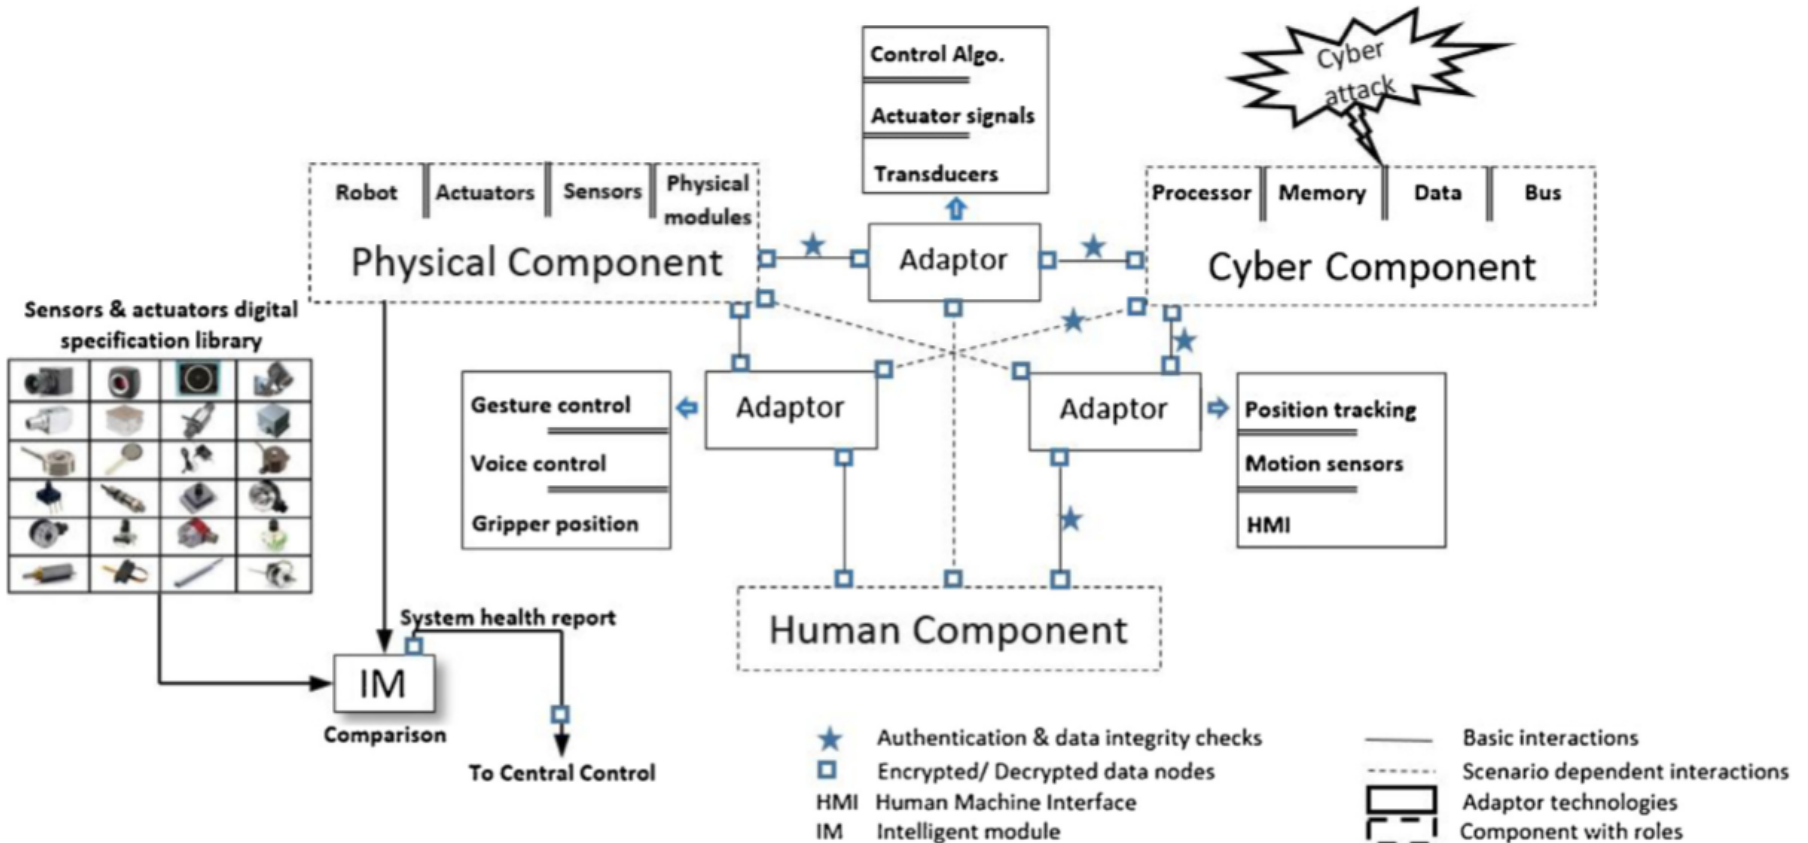 Control Algo.
Actuator signals
Transducers
Cyber
attack
Robot
Actuators
Sensors
Physical
modules
Physical Component
Adaptor
Processor
Memory
Data
Bus
Cyber Component
Sensors & actuators digital
specification library
Gesture control
Voice control
Gripper position
Adaptor
Adaptor
Position tracking
Motion sensors
HMI
Human Component
System health report
IM
Comparison
To Central Control
Authentication & data integrity checks
Encrypted/ Decrypted data nodes
HMI Human Machine Interface
IM Intelligent module
Basic interactions
Scenario dependent interactions
Adaptor technologies
Component with roles